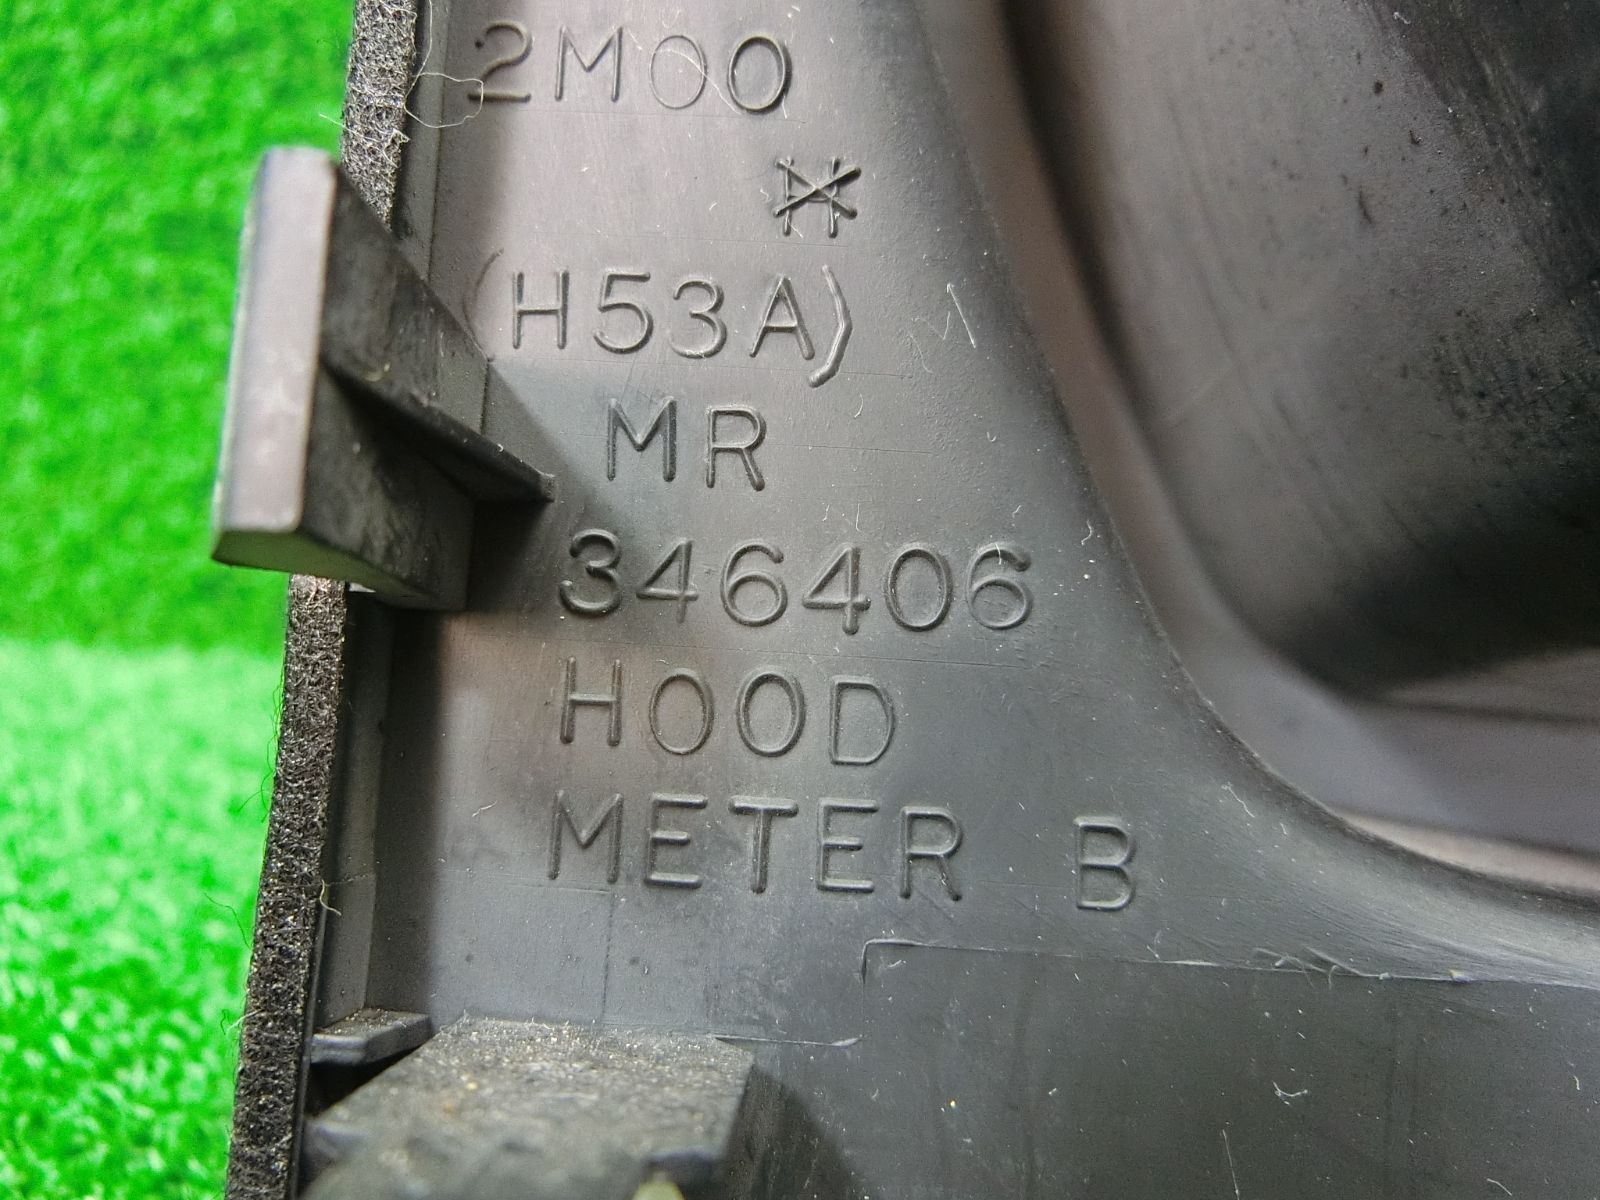 2M00
(H53A)
MR
346406
HOOD
METER B